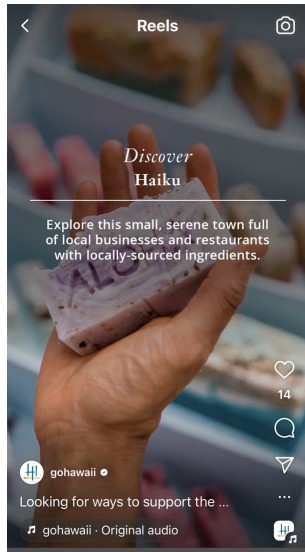 Reels
Discover
Haiku
Explore this small, serene town full
of local businesses and restaurants
with locally-sourced ingredients.
14
gohawaii
Looking for ways to support the ...
gohawaii · Original audio